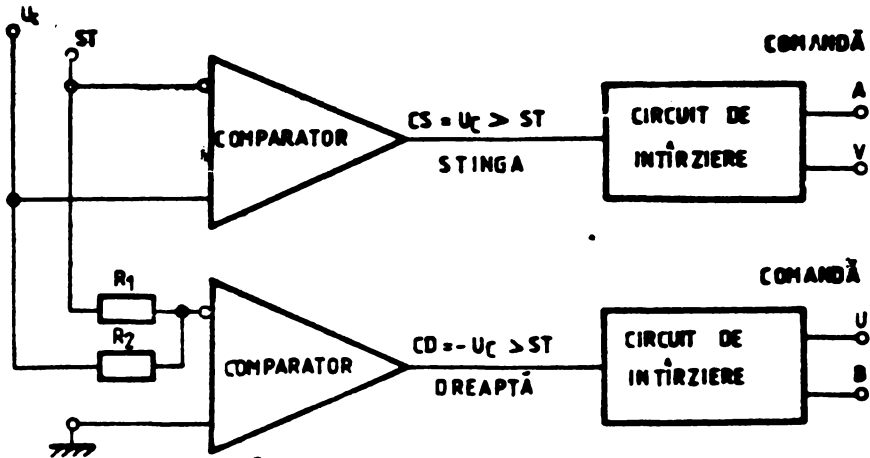 Uc
ST
COMANDĂ
COMPARATOR
CS = UC > ST
STINGA
CIRCUIT DE
INTÎRZIERE
A
V
COMANDĂ
R1
R2
COMPARATOR
CD = - UC > ST
DREAPTĂ
CIRCUIT DE
INTÎRZIERE
U
B